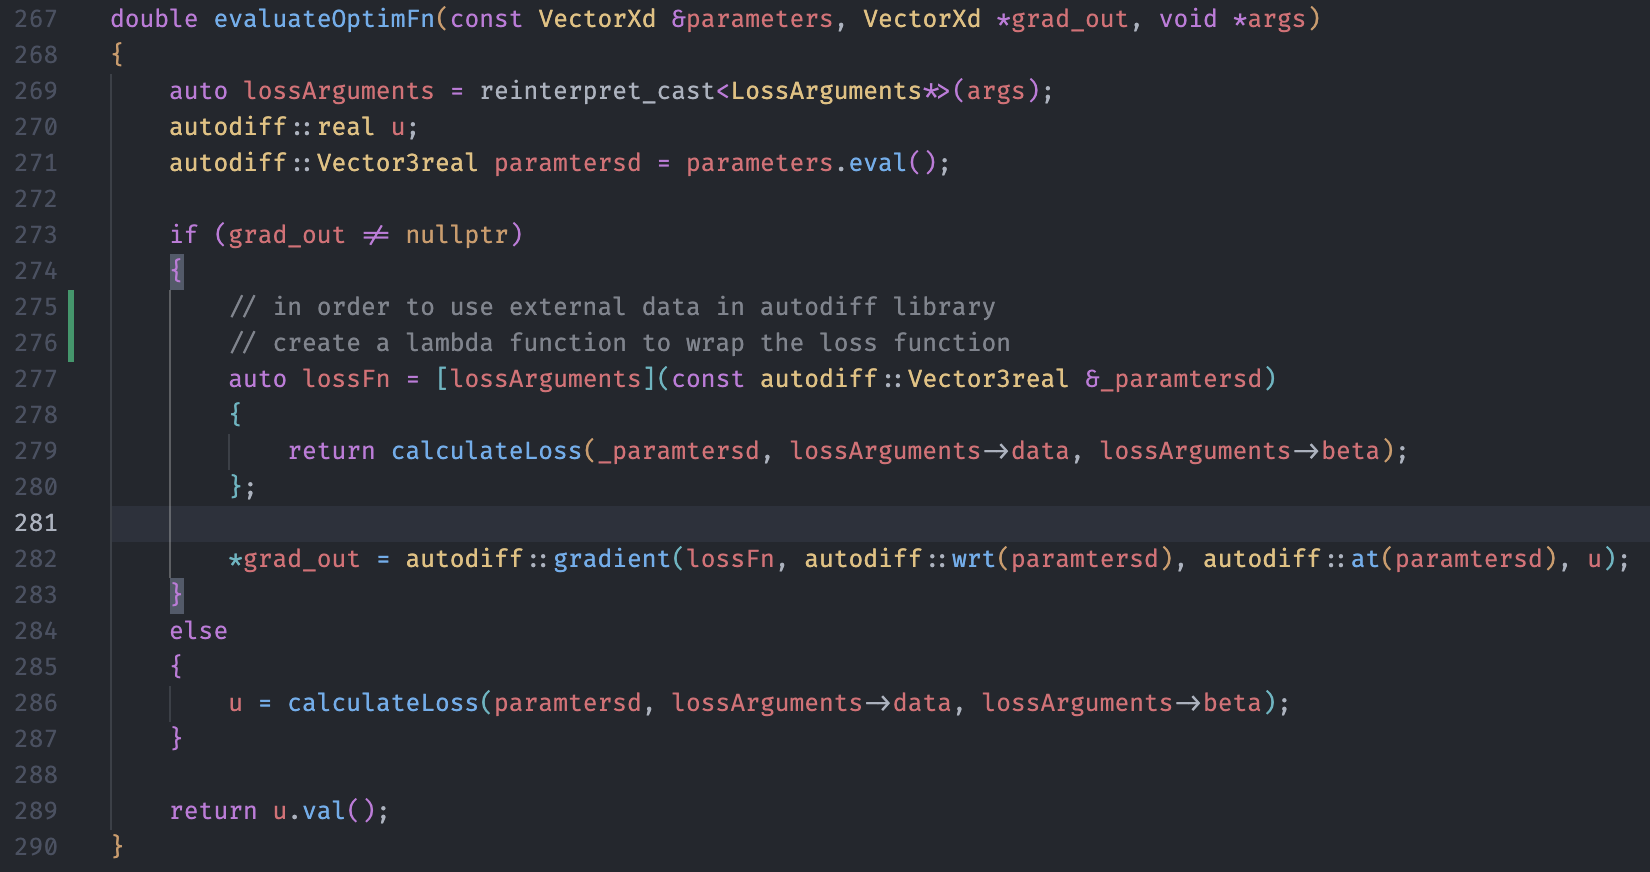 267 double evaluateOptimFn(const VectorXd &parameters, VectorXd *grad_out, void *args)
268 {
269     auto lossArguments = reinterpret_cast<LossArguments*>(args);
270     autodiff::real u;
271     autodiff::Vector3real paramtersd = parameters.eval();
272
273     if (grad_out != nullptr)
274     {
275         // in order to use external data in autodiff library
276         // create a lambda function to wrap the loss function
277         auto lossFn = [lossArguments](const autodiff::Vector3real &_paramtersd)
278         {
279             return calculateLoss(_paramtersd, lossArguments->data, lossArguments->beta);
280         };
281
282         *grad_out = autodiff::gradient(lossFn, autodiff::wrt(paramtersd), autodiff::at(paramtersd), u);
283     }
284     else
285     {
286         u = calculateLoss(paramtersd, lossArguments->data, lossArguments->beta);
287     }
288
289     return u.val();
290 }